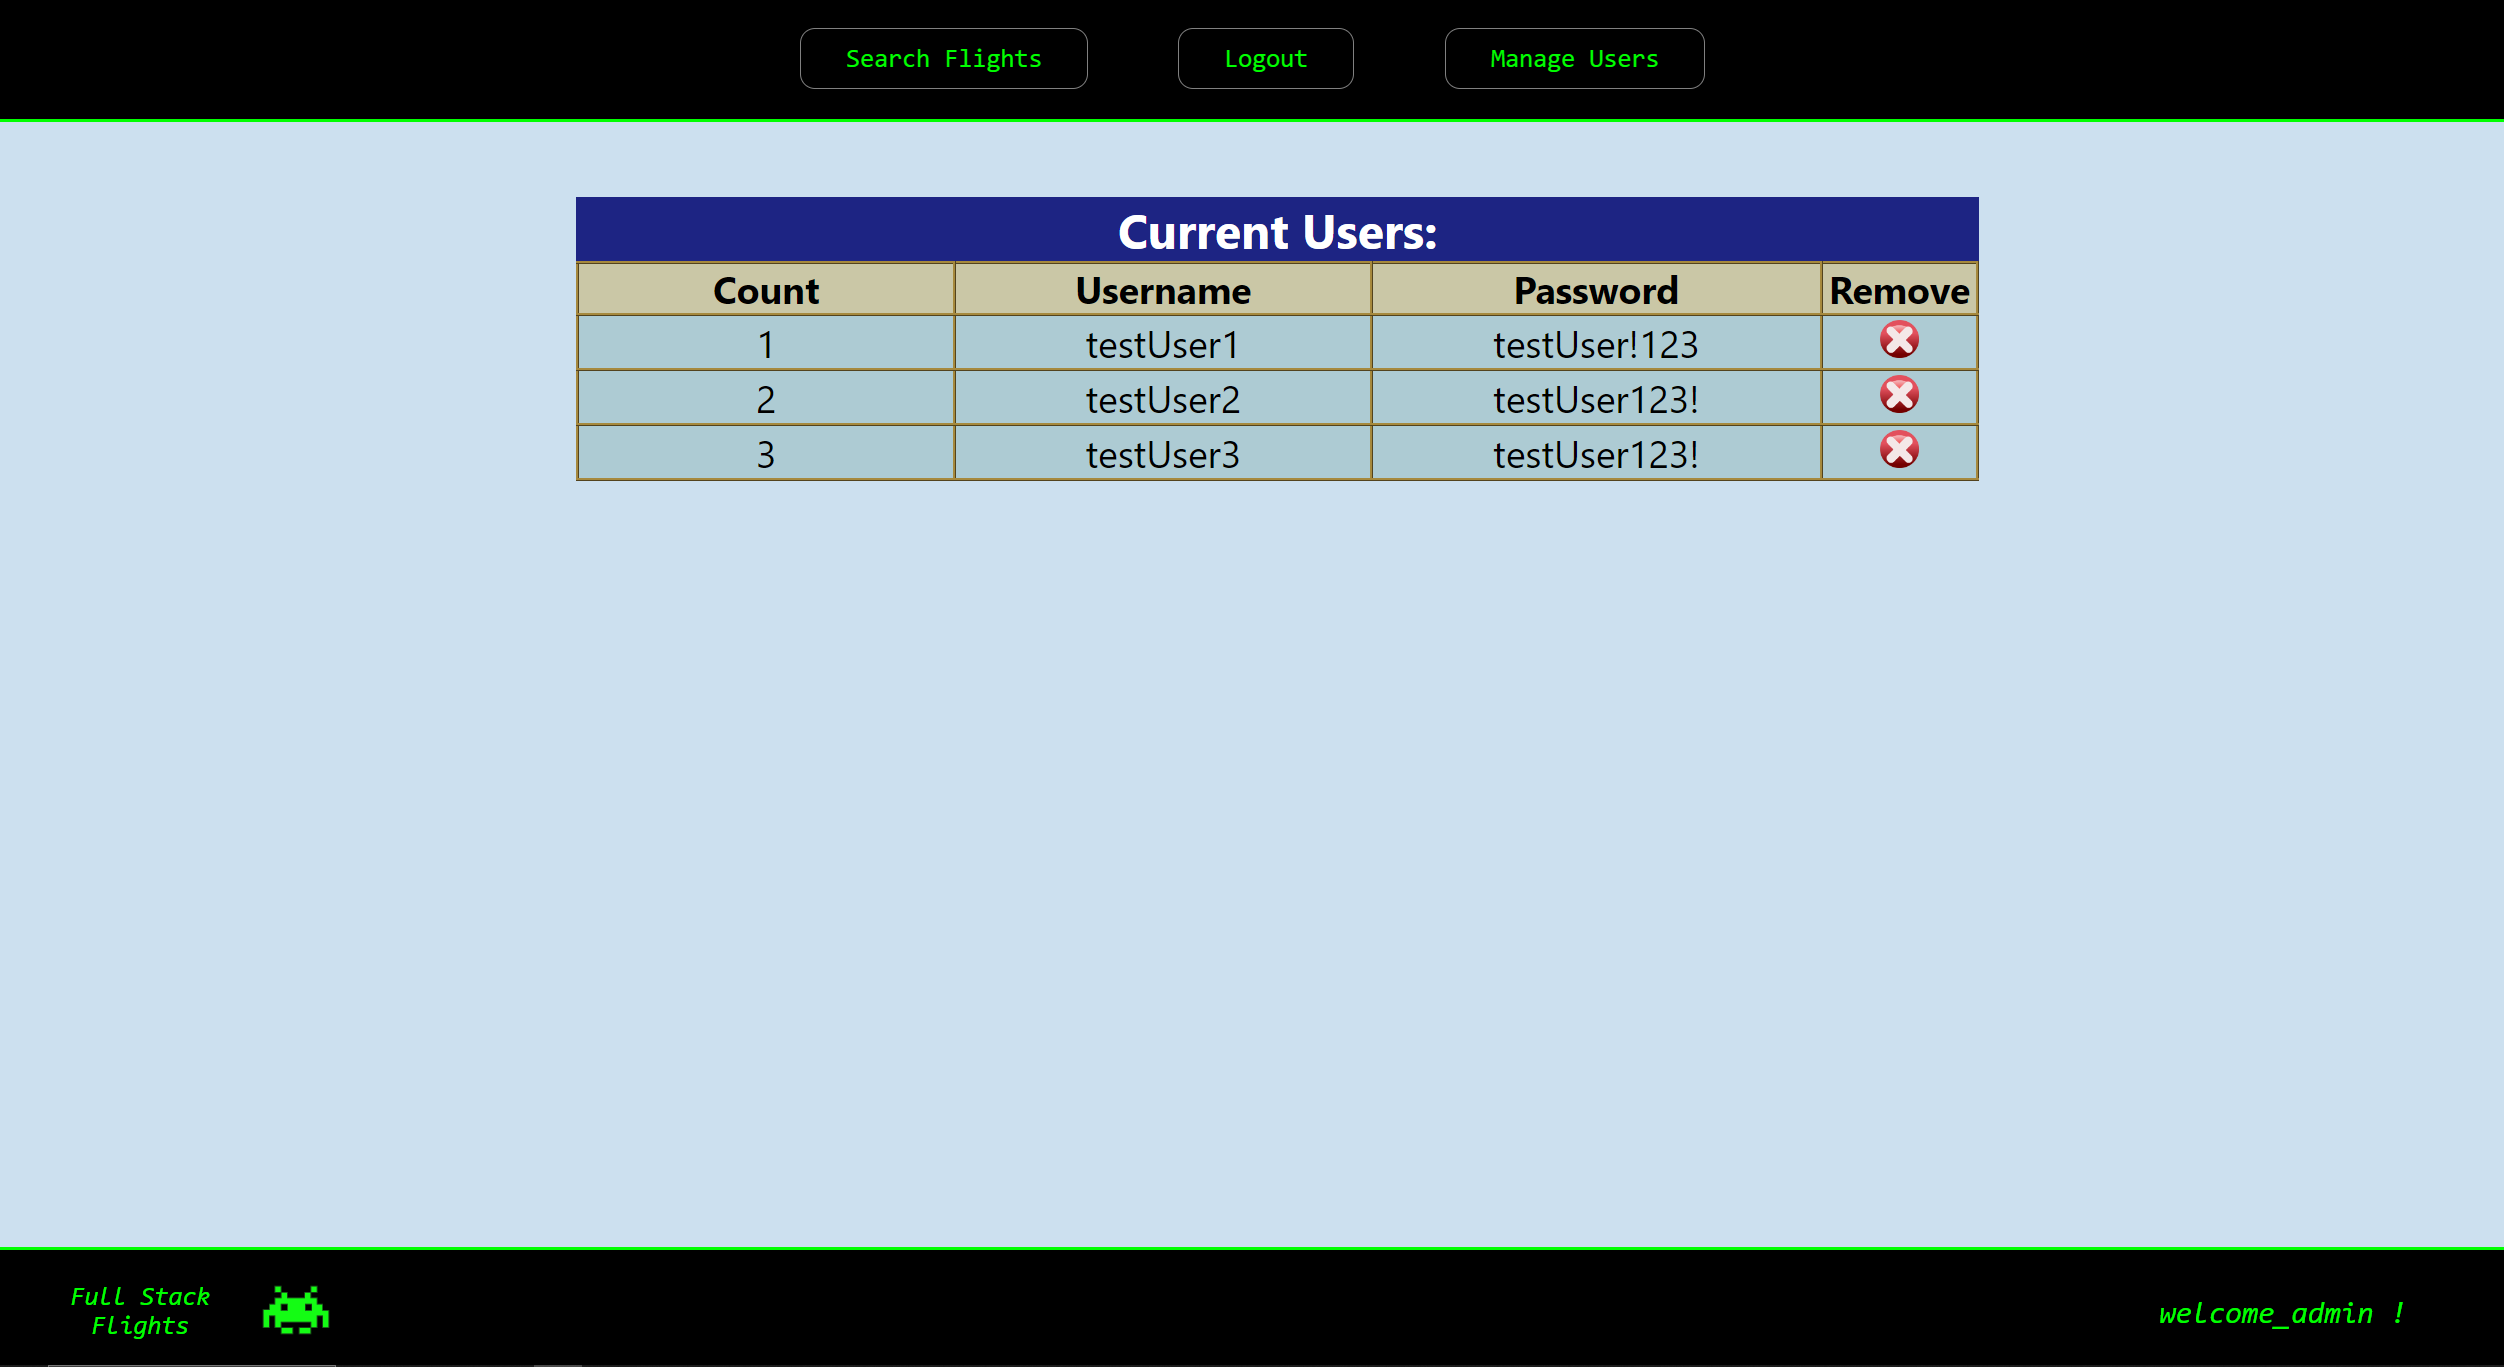 Search Flights Logout Manage Users
Current Users:
Count Username Password Remove
1 testUser1 testUser!123
2 testUser2 testUser123!
3 testUser3 testUser123!
Full Stack
Flights
welcome_admin !